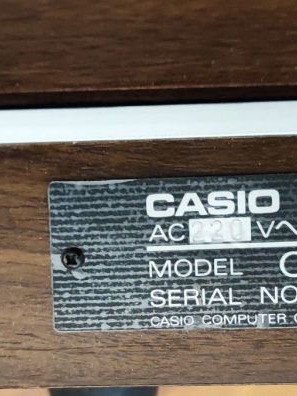 CASIO
AC 220 V~
MODEL
SERIAL NO
CASIO COMPUTER